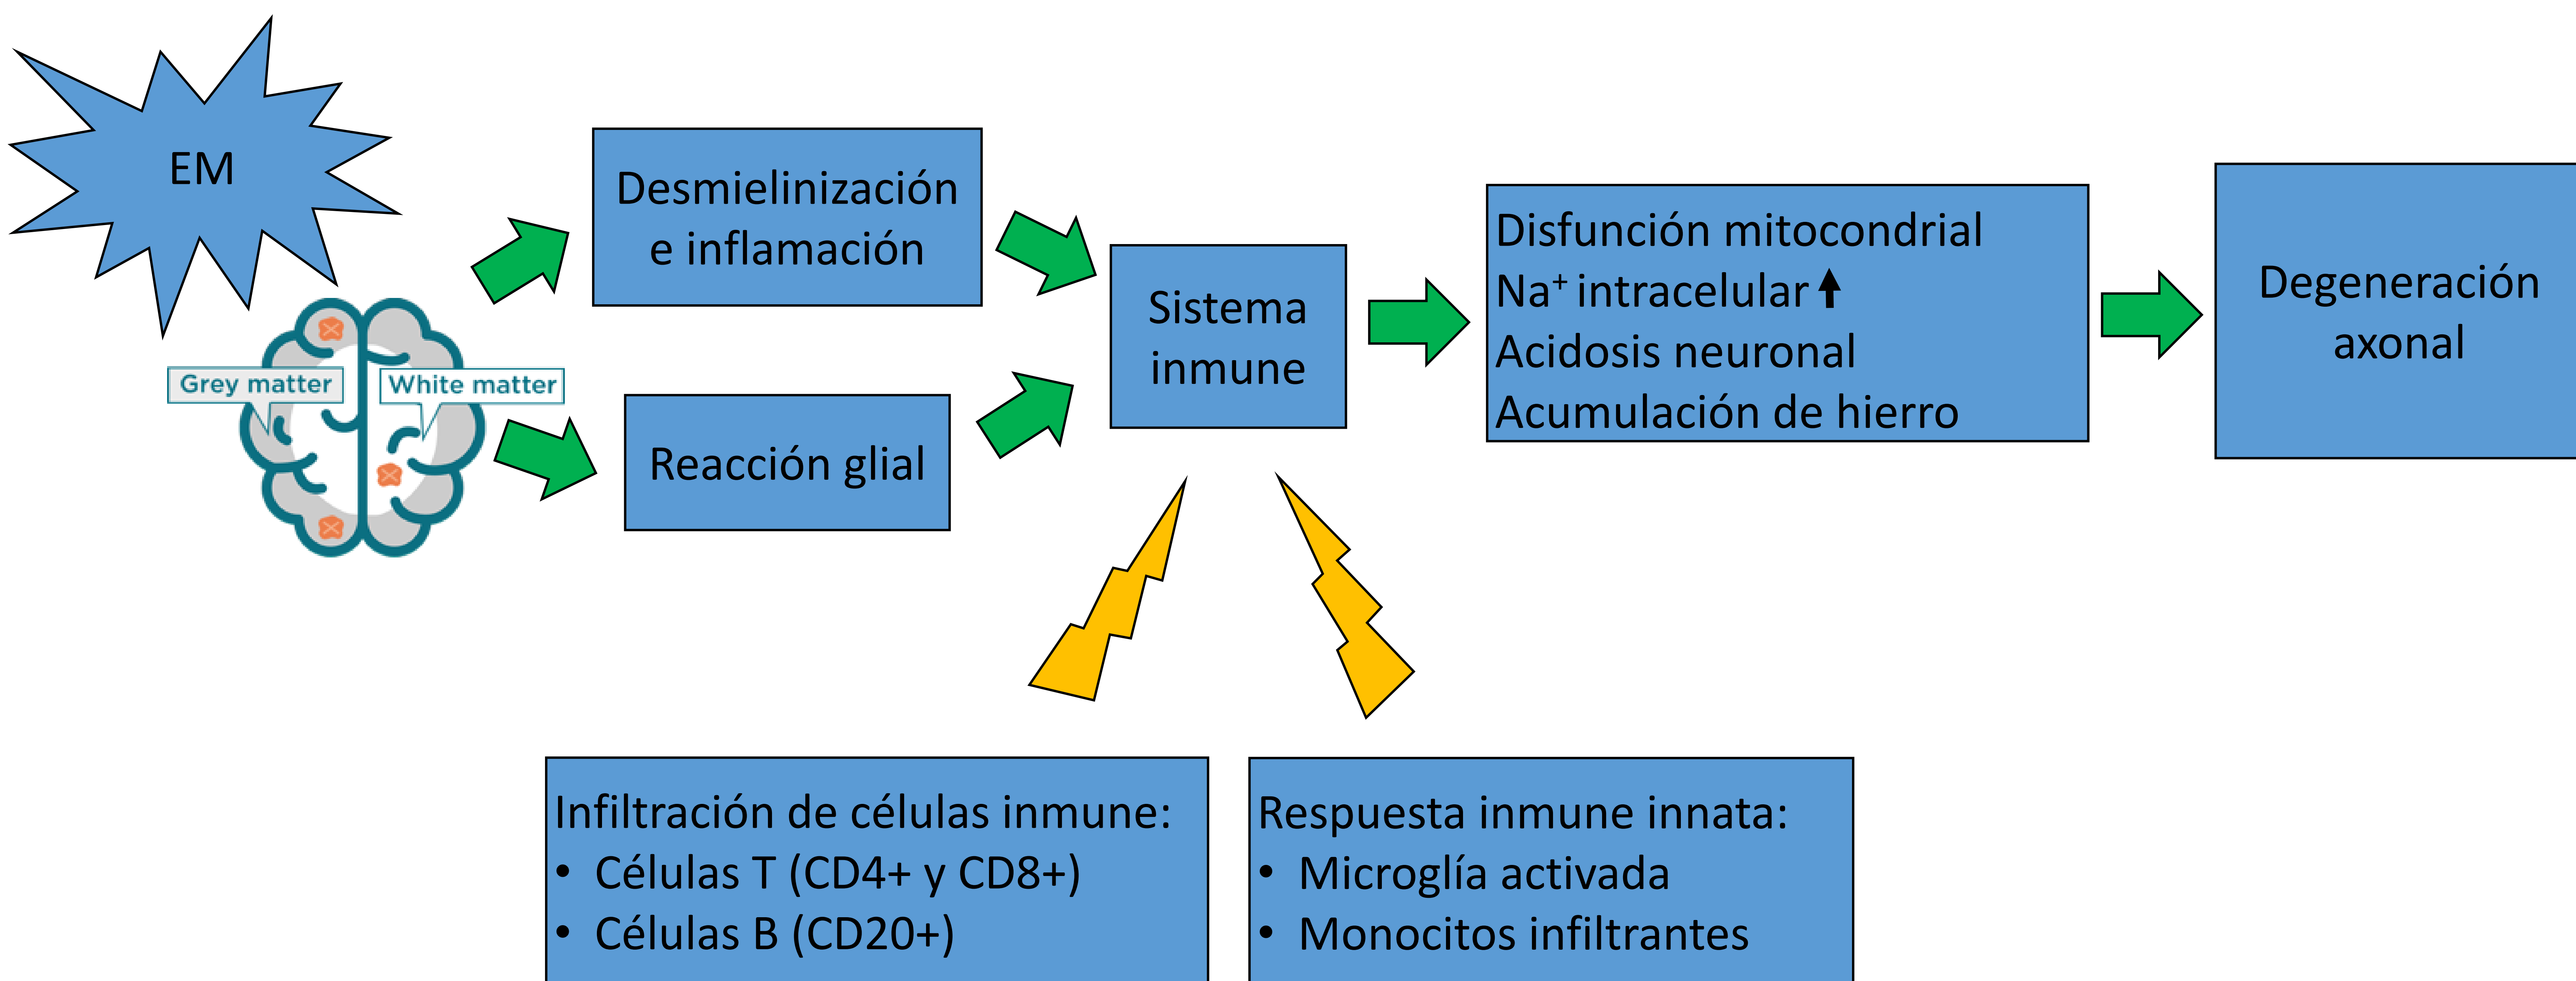 EM
Grey matter
White matter
Desmielinización
e inflamación
Reacción glial
Sistema
inmune
Disfunción mitocondrial
Na⁺ intracelular
Acidosis neuronal
Acumulación de hierro
Degeneración
axonal
Infiltración de células inmune:
• Células T (CD4+ y CD8+)
• Células B (CD20+)
Respuesta inmune innata:
• Microglía activada
• Monocitos infiltrantes